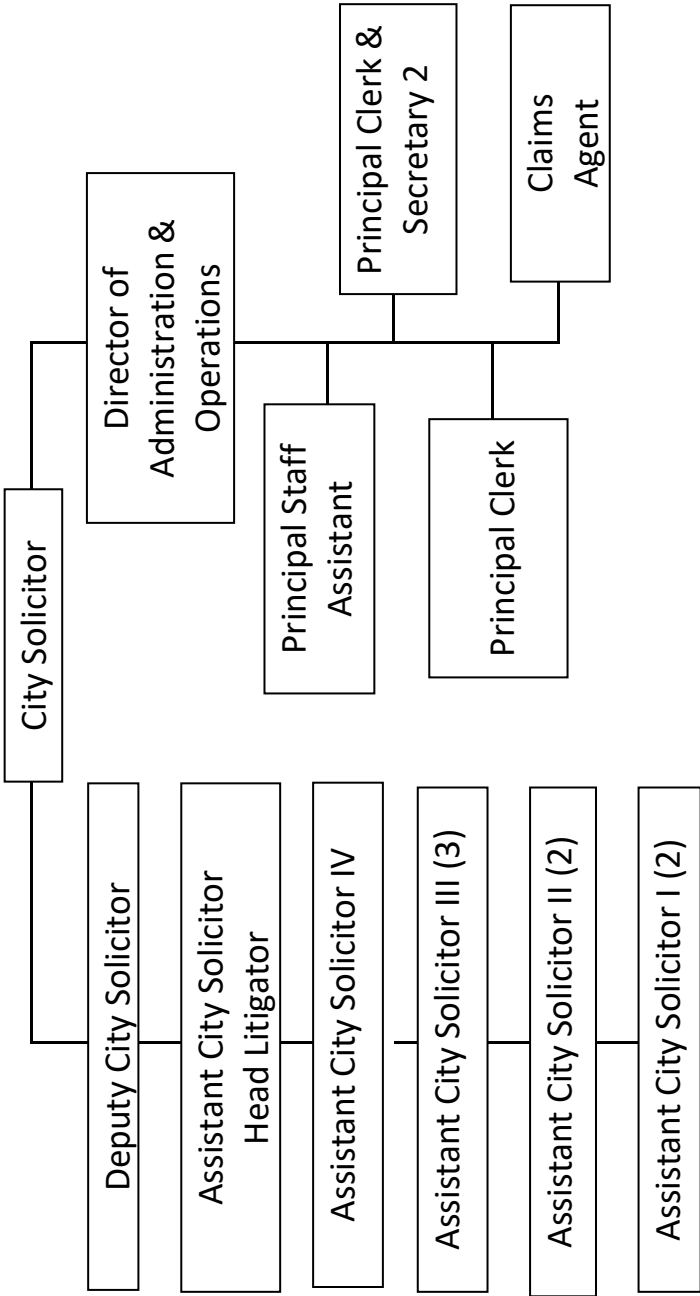 City Solicitor
Deputy City Solicitor
Assistant City Solicitor
Head Litigator
Assistant City Solicitor IV
Assistant City Solicitor III (3)
Assistant City Solicitor II (2)
Assistant City Solicitor I (2)
Director of
Administration &
Operations
Principal Staff
Assistant
Principal Clerk &
Secretary 2
Principal Clerk
Claims
Agent